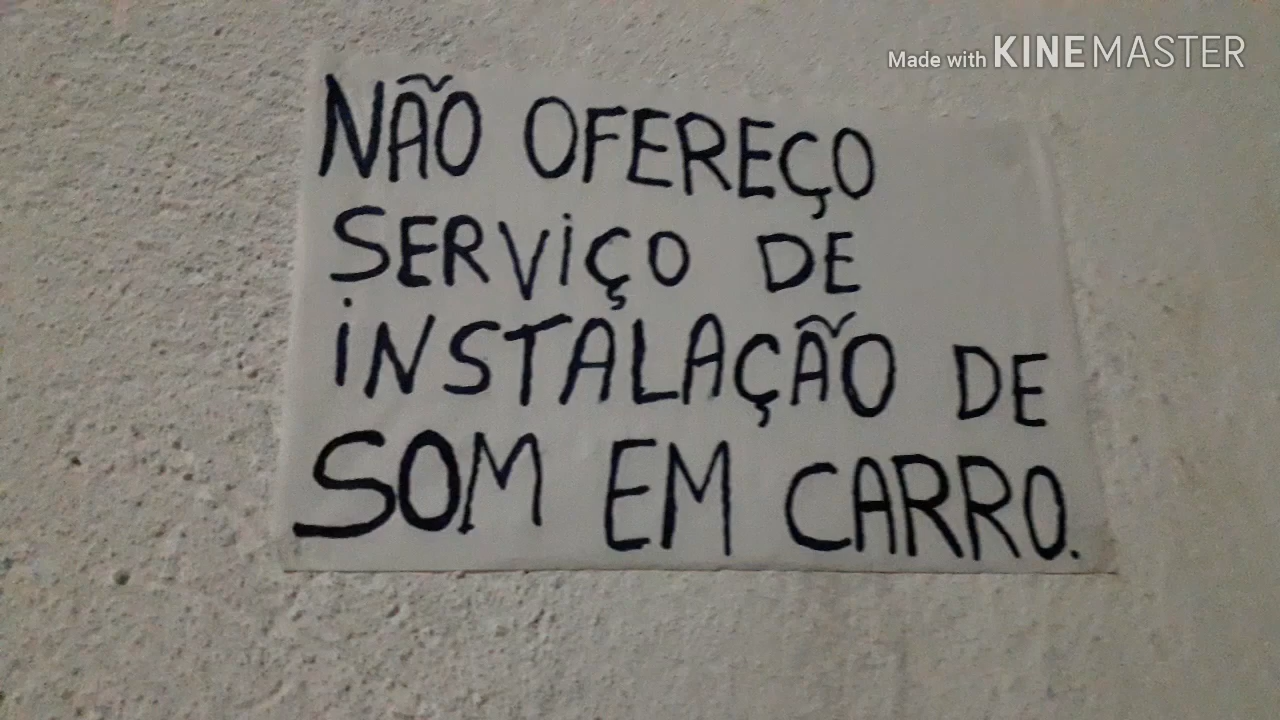 Made with KINEMASTER
NÃO OFEREÇO
SERViÇO DE
iNSTALAÇÃO DE
SOM EM CARRO.